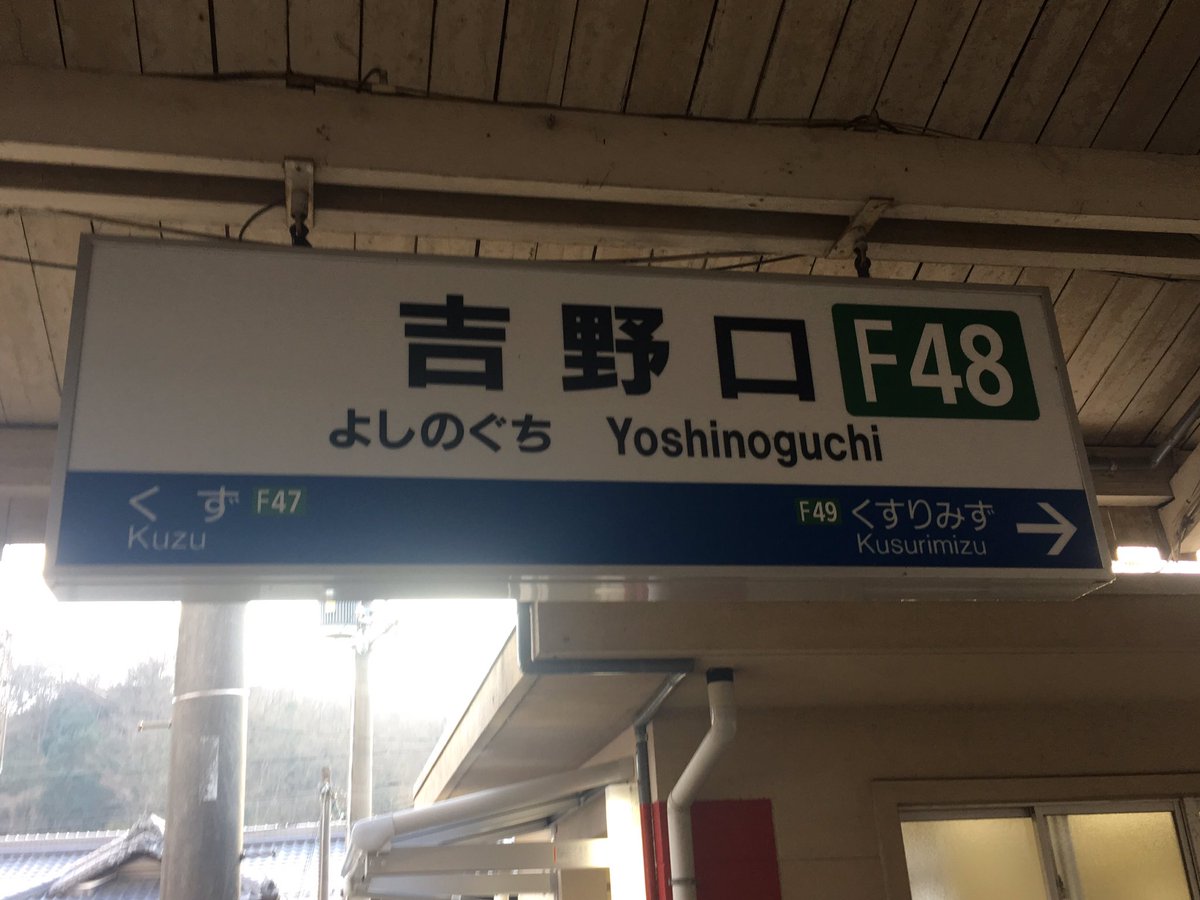 吉野口 F48
よしのぐち Yoshinoguchi
くず F47 F49 くすりみず →
Kuzu Kusurimizu